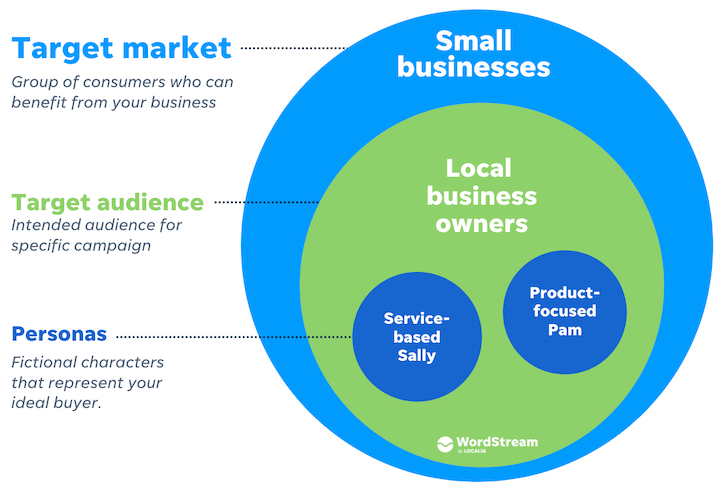 Target market
Group of consumers who can
benefit from your business
Small
businesses
Target audience
Intended audience for
specific campaign
Local
business
owners
Personas
Fictional characters
that represent your
ideal buyer.
Service-
based
Sally
Product-
focused
Pam
WordStream
by LOCALiQ